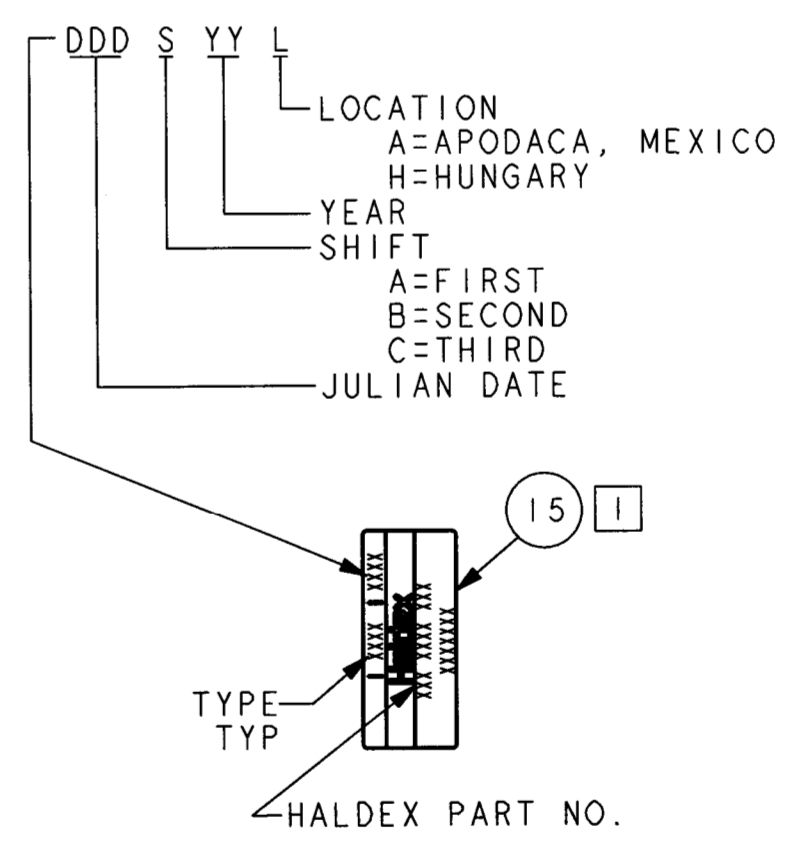 DDD S YY L
LOCATION
A=APODACA, MEXICO
H=HUNGARY
YEAR
SHIFT
A=FIRST
B=SECOND
C=THIRD
JULIAN DATE
15 1
TYPE
TYP
HALDEX PART NO.